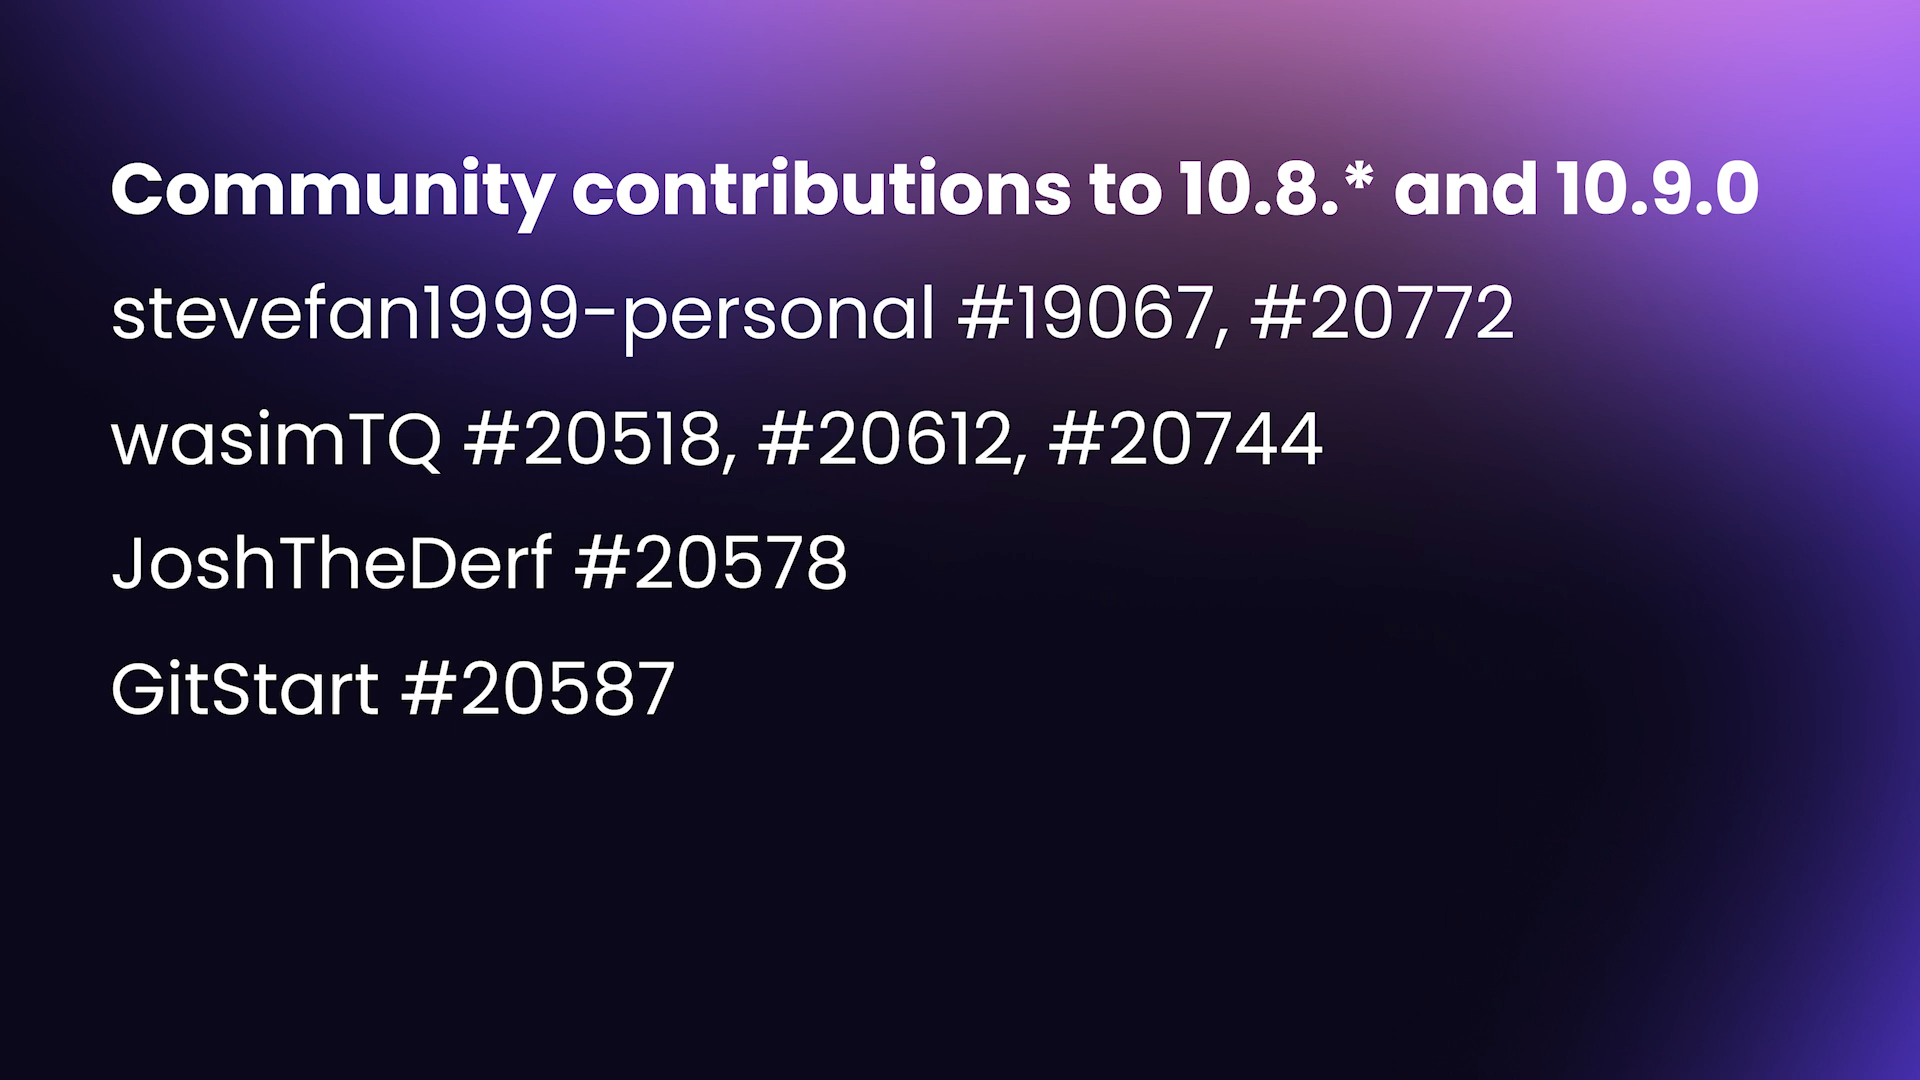 Community contributions to 10.8.* and 10.9.0
stevefan1999-personal #19067, #20772
wasimTQ #20518, #20612, #20744
JoshTheDerf #20578
GitStart #20587